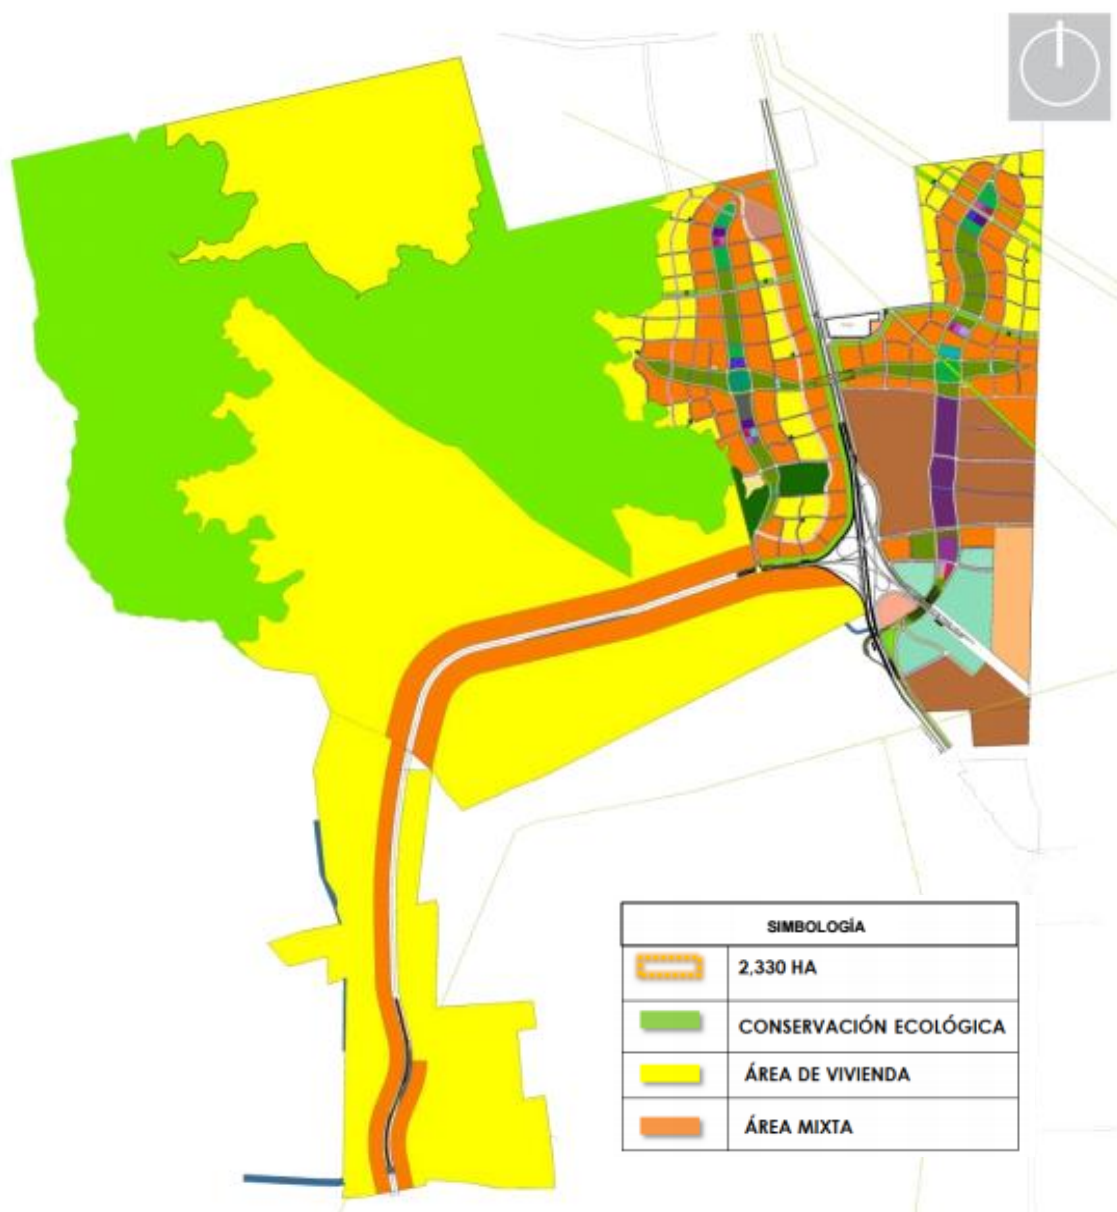 SIMBOLOGÍA
2,330 HA
CONSERVACIÓN ECOLÓGICA
ÁREA DE VIVIENDA
ÁREA MIXTA